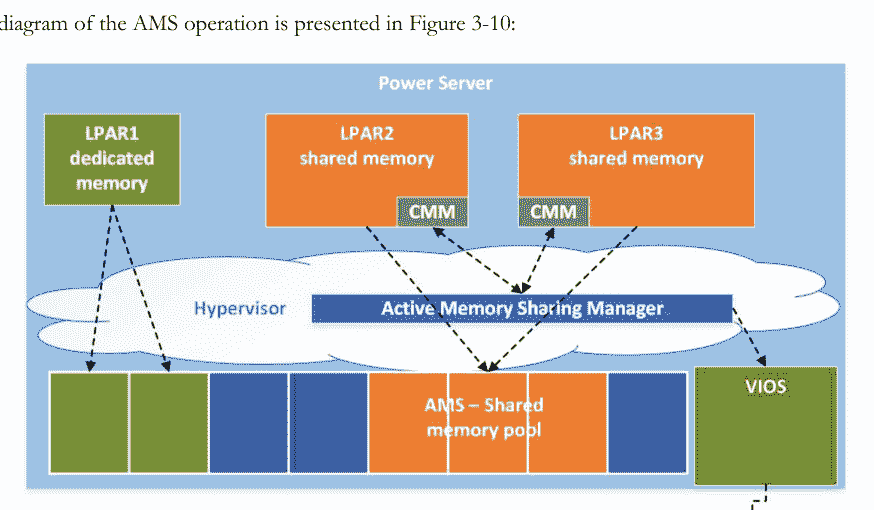 diagram of the AMS operation is presented in Figure 3-10:
Power Server
LPAR1
dedicated
memory
LPAR2
shared memory
LPAR3
shared memory
CMM
CMM
Hypervisor
Active Memory Sharing Manager
AMS – Shared
memory pool
VIOS